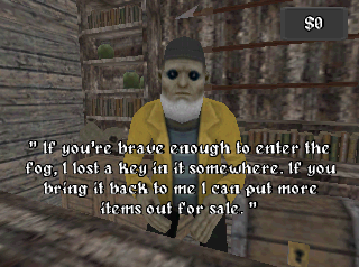 $0
" If you're brave enough to enter the
fog, I lost a key in it somewhere. If you
bring it back to me I can put more
items out for sale. "